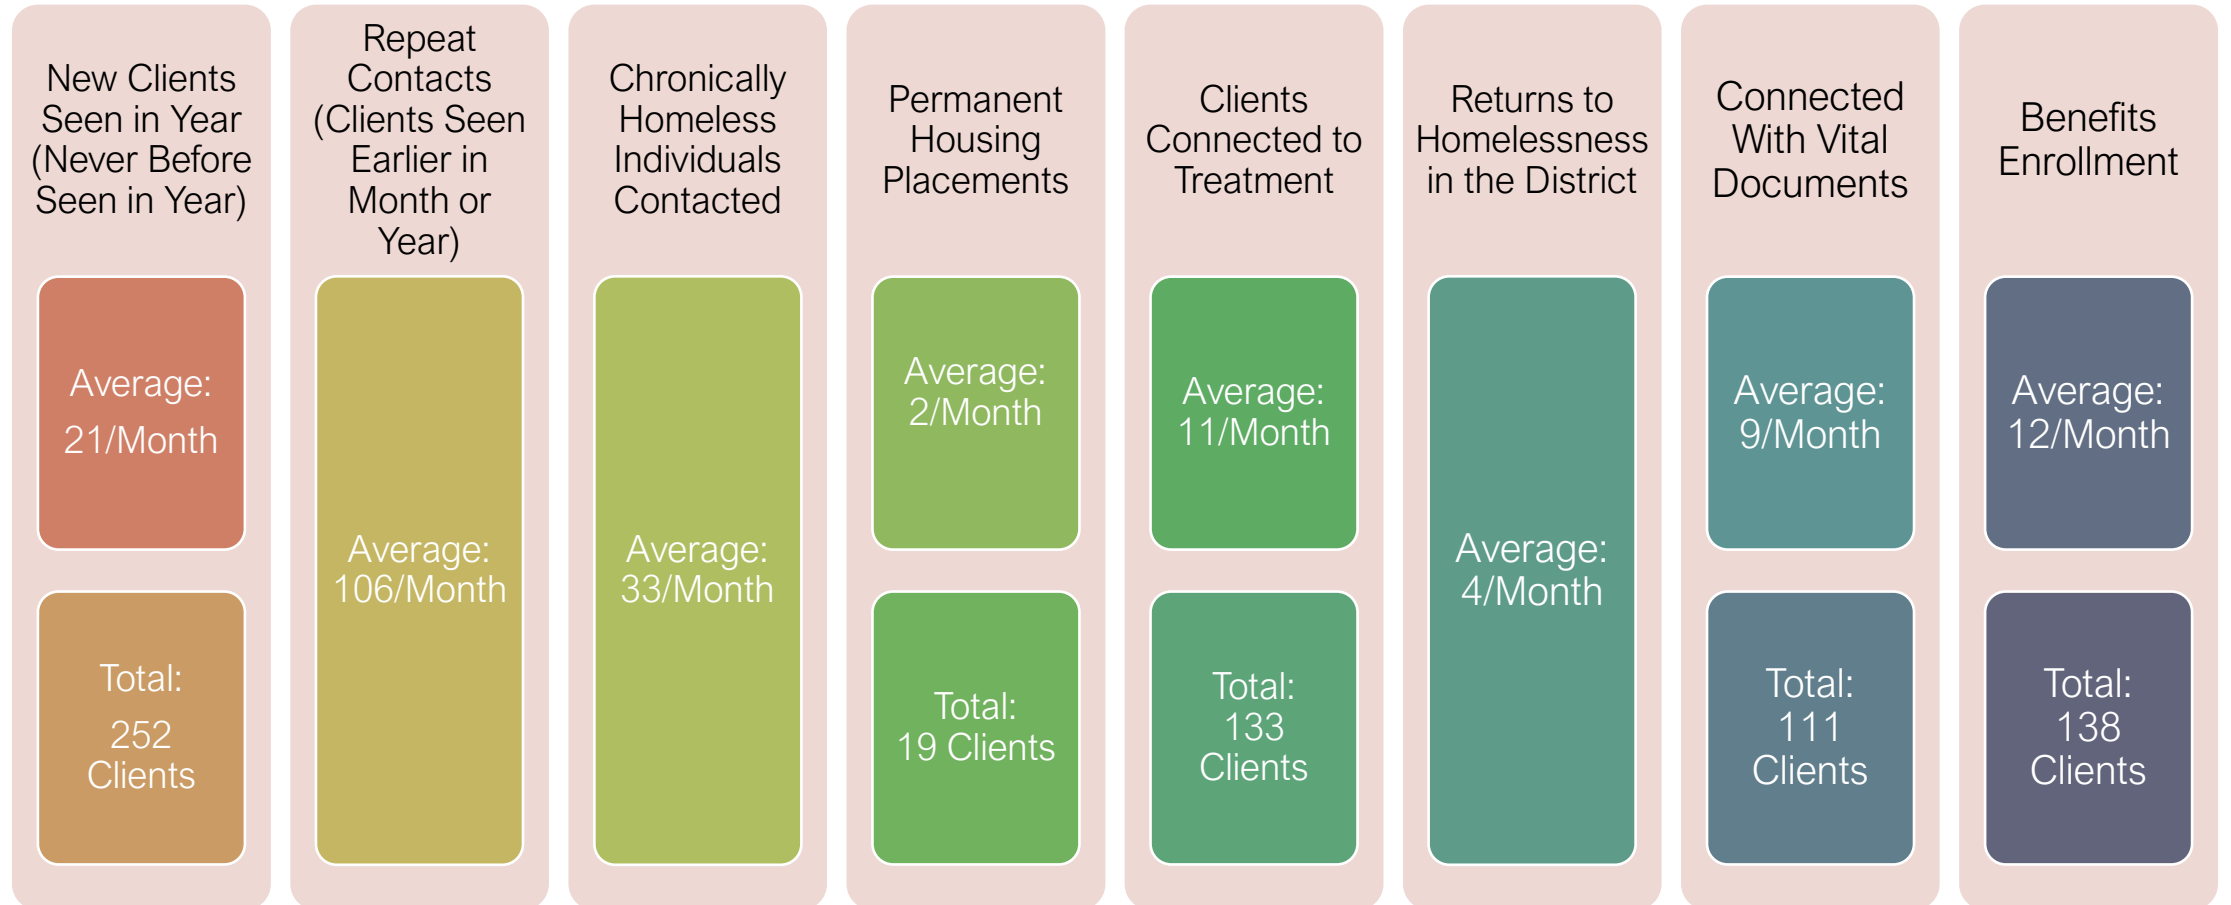 New Clients
Seen in Year
(Never Before
Seen in Year)
Average:
21/Month
Total:
252
Clients
Repeat
Contacts
(Clients Seen
Earlier in
Month or
Year)
Average:
106/Month
Chronically
Homeless
Individuals
Contacted
Average:
33/Month
Permanent
Housing
Placements
Average:
2/Month
Total:
19 Clients
Clients
Connected to
Treatment
Average:
11/Month
Total:
133
Clients
Returns to
Homelessness
in the District
Average:
4/Month
Connected
With Vital
Documents
Average:
9/Month
Total:
111
Clients
Benefits
Enrollment
Average:
12/Month
Total:
138
Clients